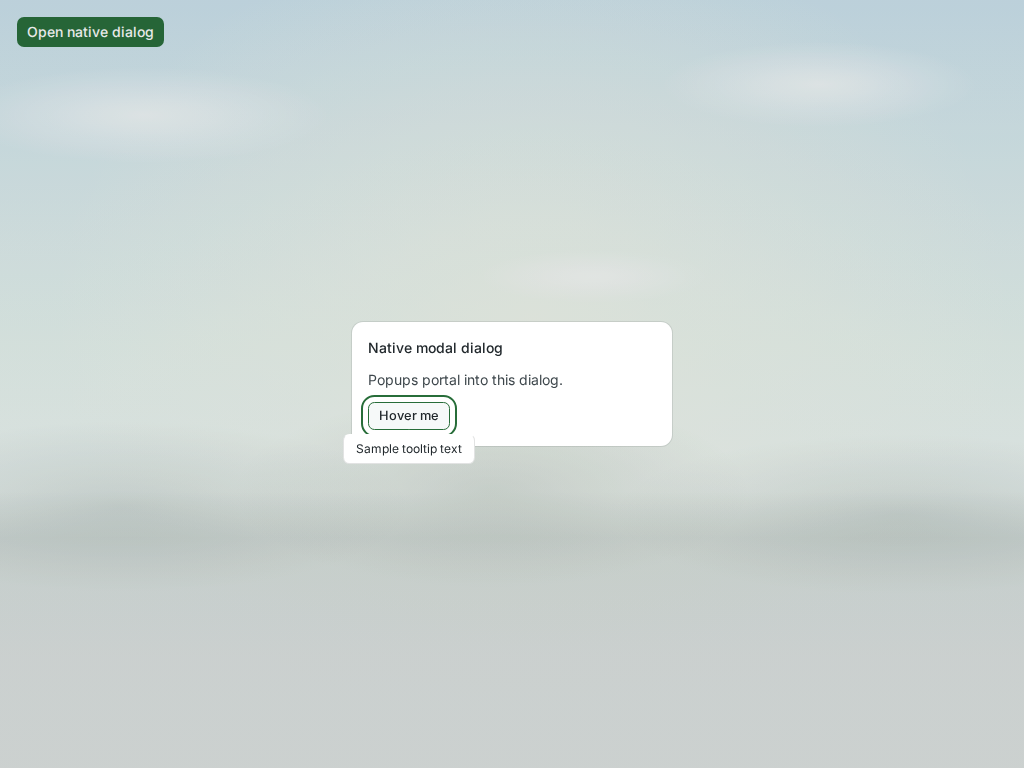 Open native dialog
Native modal dialog
Popups portal into this dialog.
Hover me
Sample tooltip text